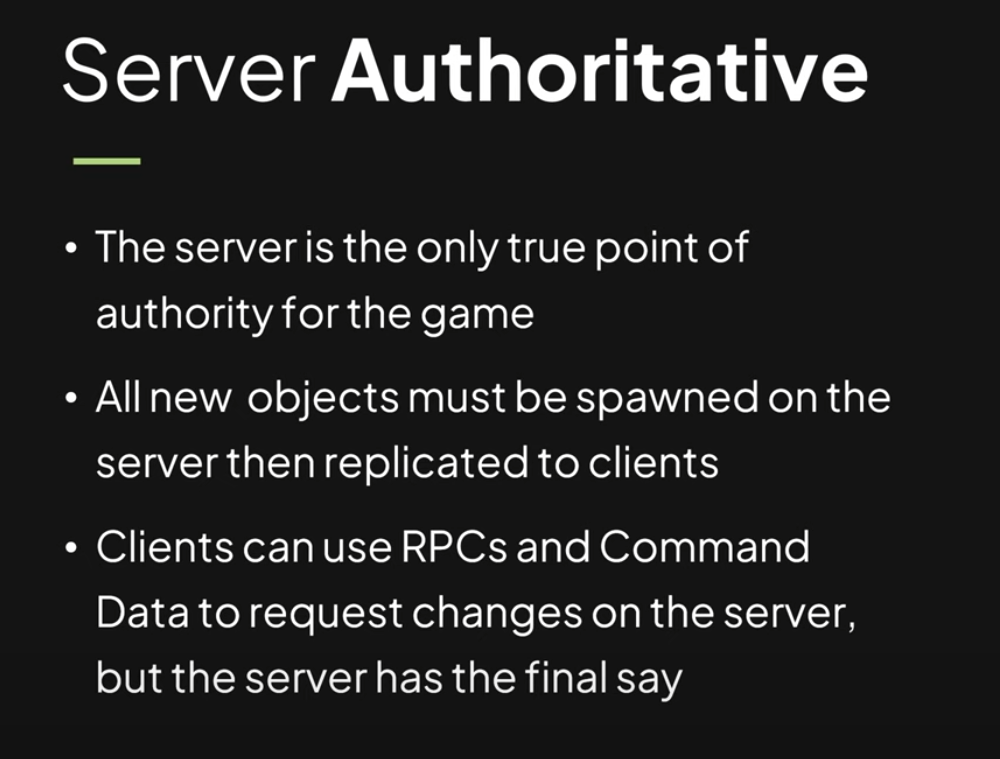 Server Authoritative
• The server is the only true point of
authority for the game
• All new  objects must be spawned on the
server then replicated to clients
• Clients can use RPCs and Command
Data to request changes on the server,
but the server has the final say